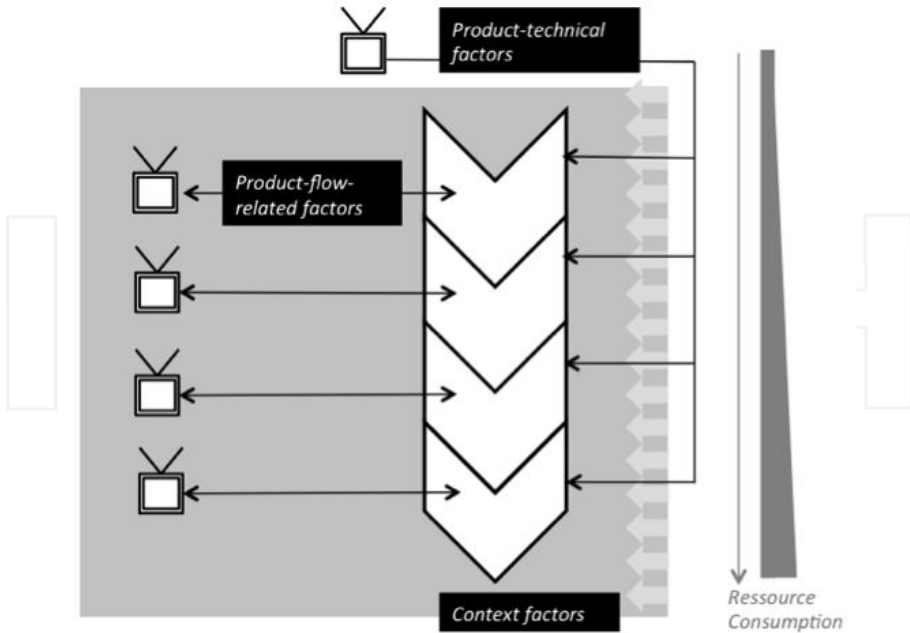 Product-technical
factors
Product-flow-
related factors
Context factors
Ressource
Consumption